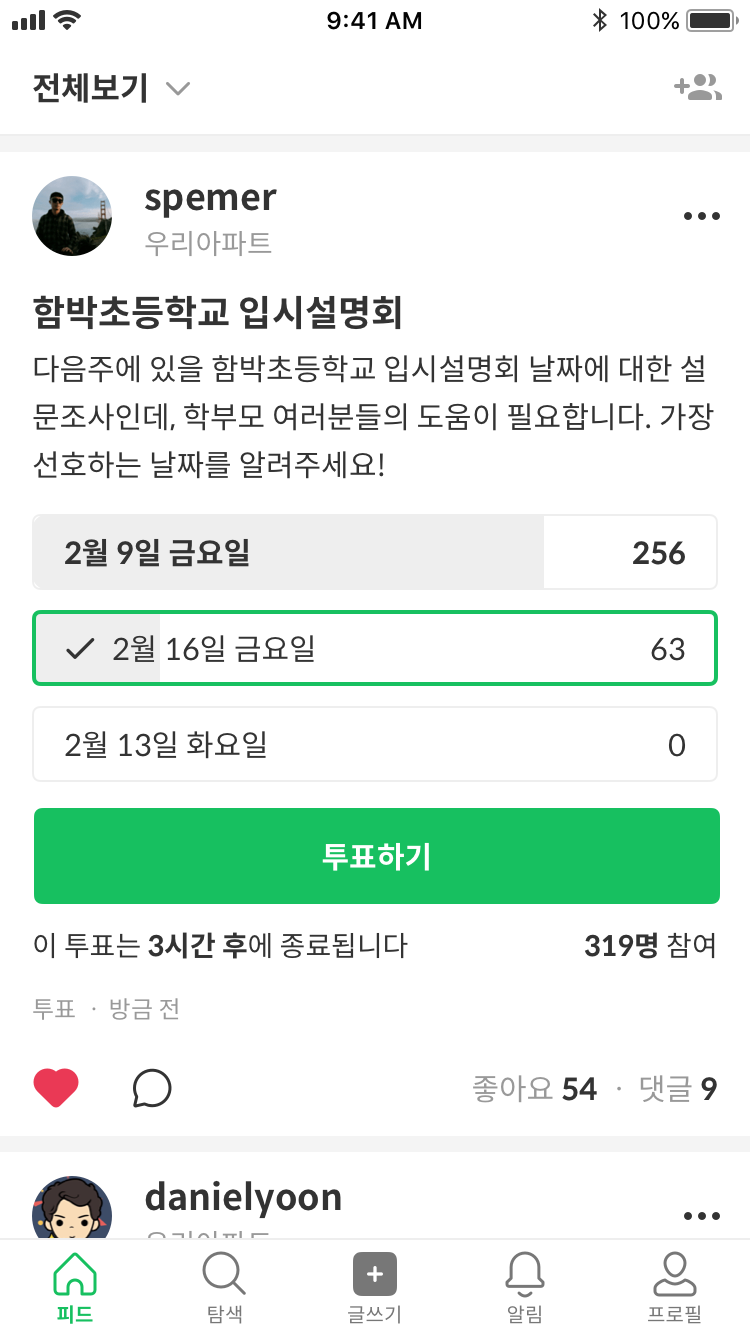 9:41 AM 100%
전체보기
spemer
우리아파트
함박초등학교 입시설명회
다음주에 있을 함박초등학교 입시설명회 날짜에 대한 설
문조사인데, 학부모 여러분들의 도움이 필요합니다. 가장
선호하는 날짜를 알려주세요!
2월 9일 금요일 256
2월 16일 금요일 63
2월 13일 화요일 0
투표하기
이 투표는 3시간 후에 종료됩니다 319명 참여
투표 · 방금 전
좋아요 54 · 댓글 9
danielyoon
피드 탐색 글쓰기 알림 프로필